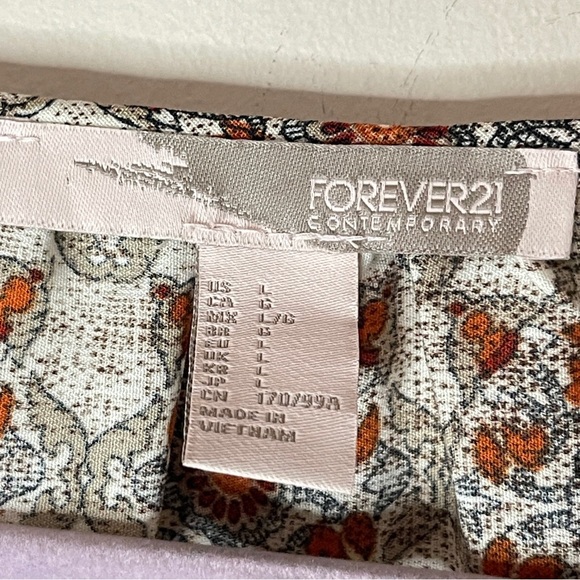 FOREVER21
CONTEMPORARY
US L
CA G
MX L/G
BR G
EU L
UK L
KR L
JP L
CN 170/99A
MADE IN
VIETNAM